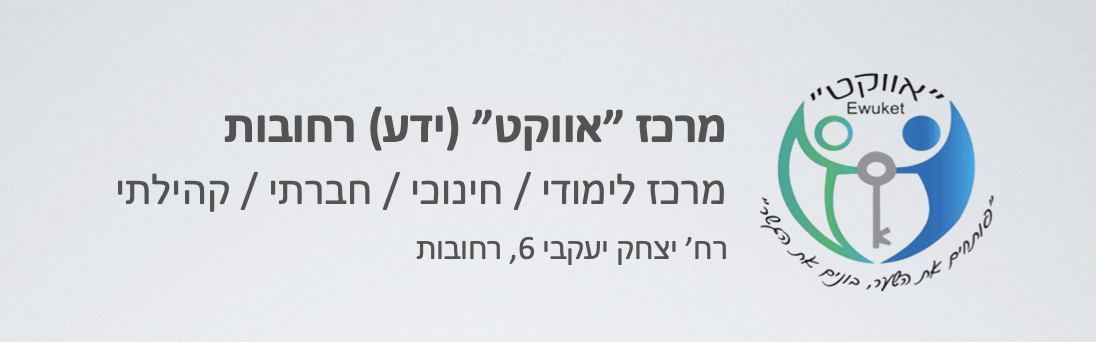 מרכז ״אווקט״ (ידע) רחובות
מרכז לימודי / חינוכי / חברתי / קהילתי
רח׳ יצחק יעקבי 6, רחובות
״אווקט״
Ewuket
״פותחים את השער, בונים את הגשר״